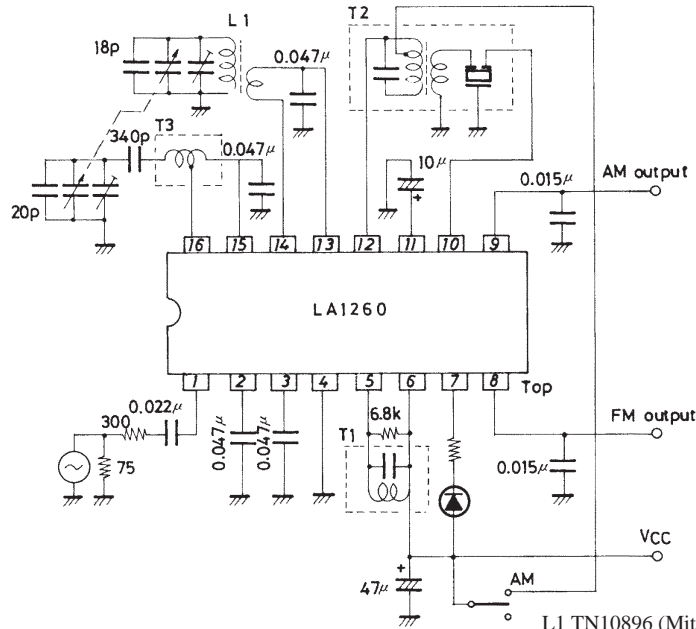 L1
T2
18p
0.047μ
340p
T3
0.047μ
10μ
0.015μ
AM output
20p
16 15 14 13 12 11 10 9
LA1260
1 2 3 4 5 6 7 8
Top
0.022μ
300
75
0.047μ
0.047μ
6.8k
T1
FM output
0.015μ
VCC
+
47μ
AM
+
L1 TN10896 (Mit